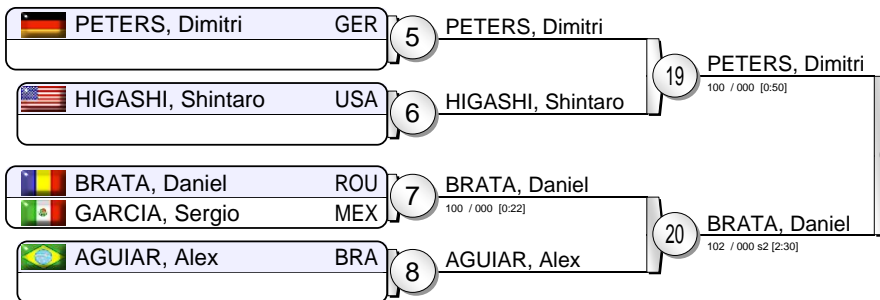 PETERS, Dimitri GER 5 PETERS, Dimitri
19 PETERS, Dimitri
100 / 000 [0:50]
HIGASHI, Shintaro USA 6 HIGASHI, Shintaro
BRATA, Daniel ROU 7 BRATA, Daniel
GARCIA, Sergio MEX 100 / 000 [0:22]
20 BRATA, Daniel
102 / 000 s2 [2:30]
AGUIAR, Alex BRA 8 AGUIAR, Alex